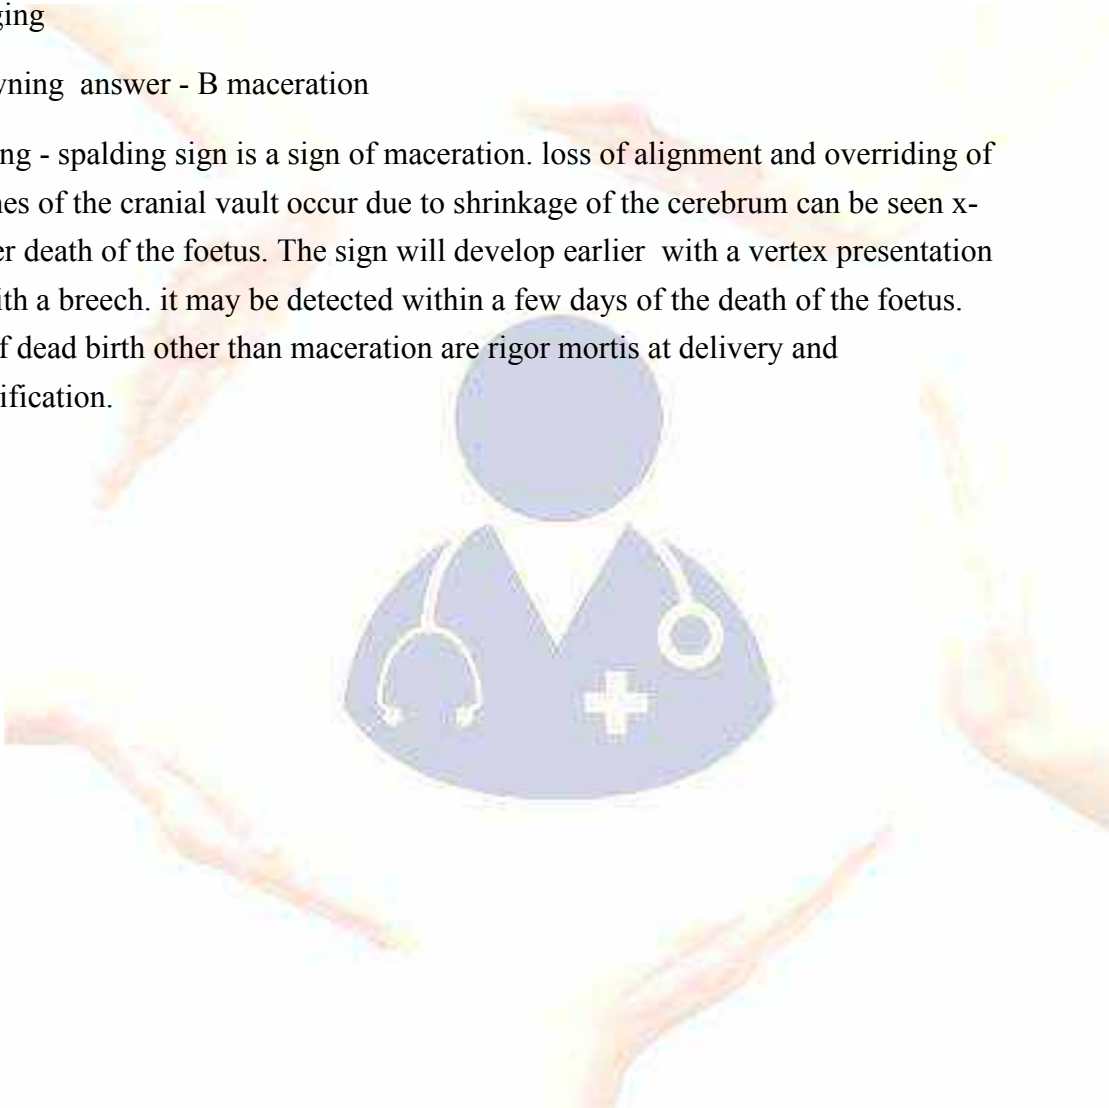 ging
yning answer - B maceration
ng - spalding sign is a sign of maceration. loss of alignment and overriding of
nes of the cranial vault occur due to shrinkage of the cerebrum can be seen x-
er death of the foetus. The sign will develop earlier with a vertex presentation
ith a breech. it may be detected within a few days of the death of the foetus.
f dead birth other than maceration are rigor mortis at delivery and
ification.